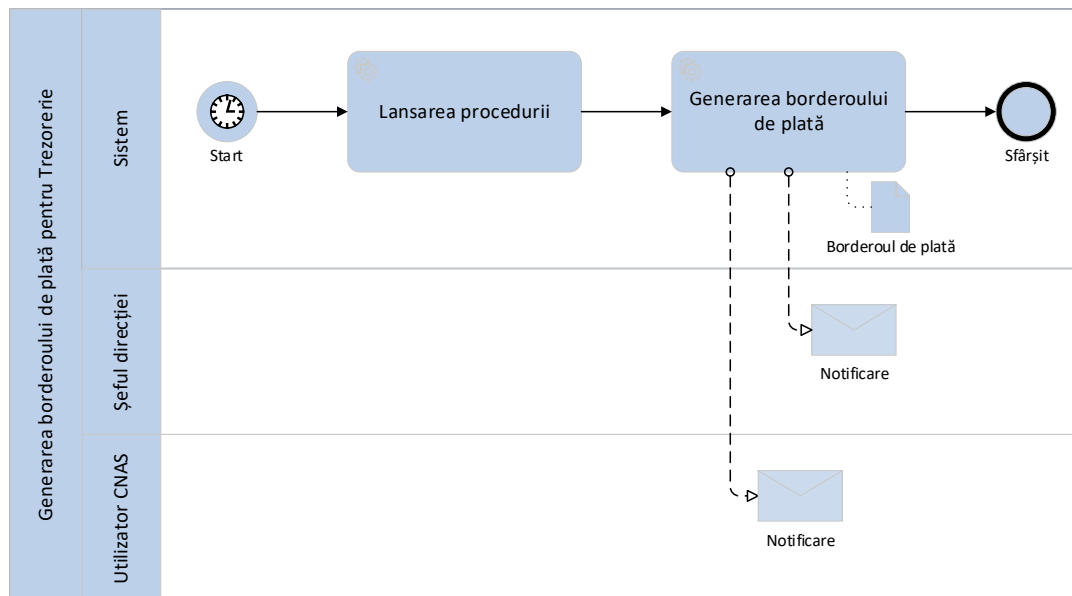 Generarea borderoului de plată pentru Trezorerie
Sistem
Start
Lansarea procedurii
Generarea borderoului
de plată
Sfârșit
Borderoul de plată
Șeful direcției
Notificare
Utilizator CNAS
Notificare